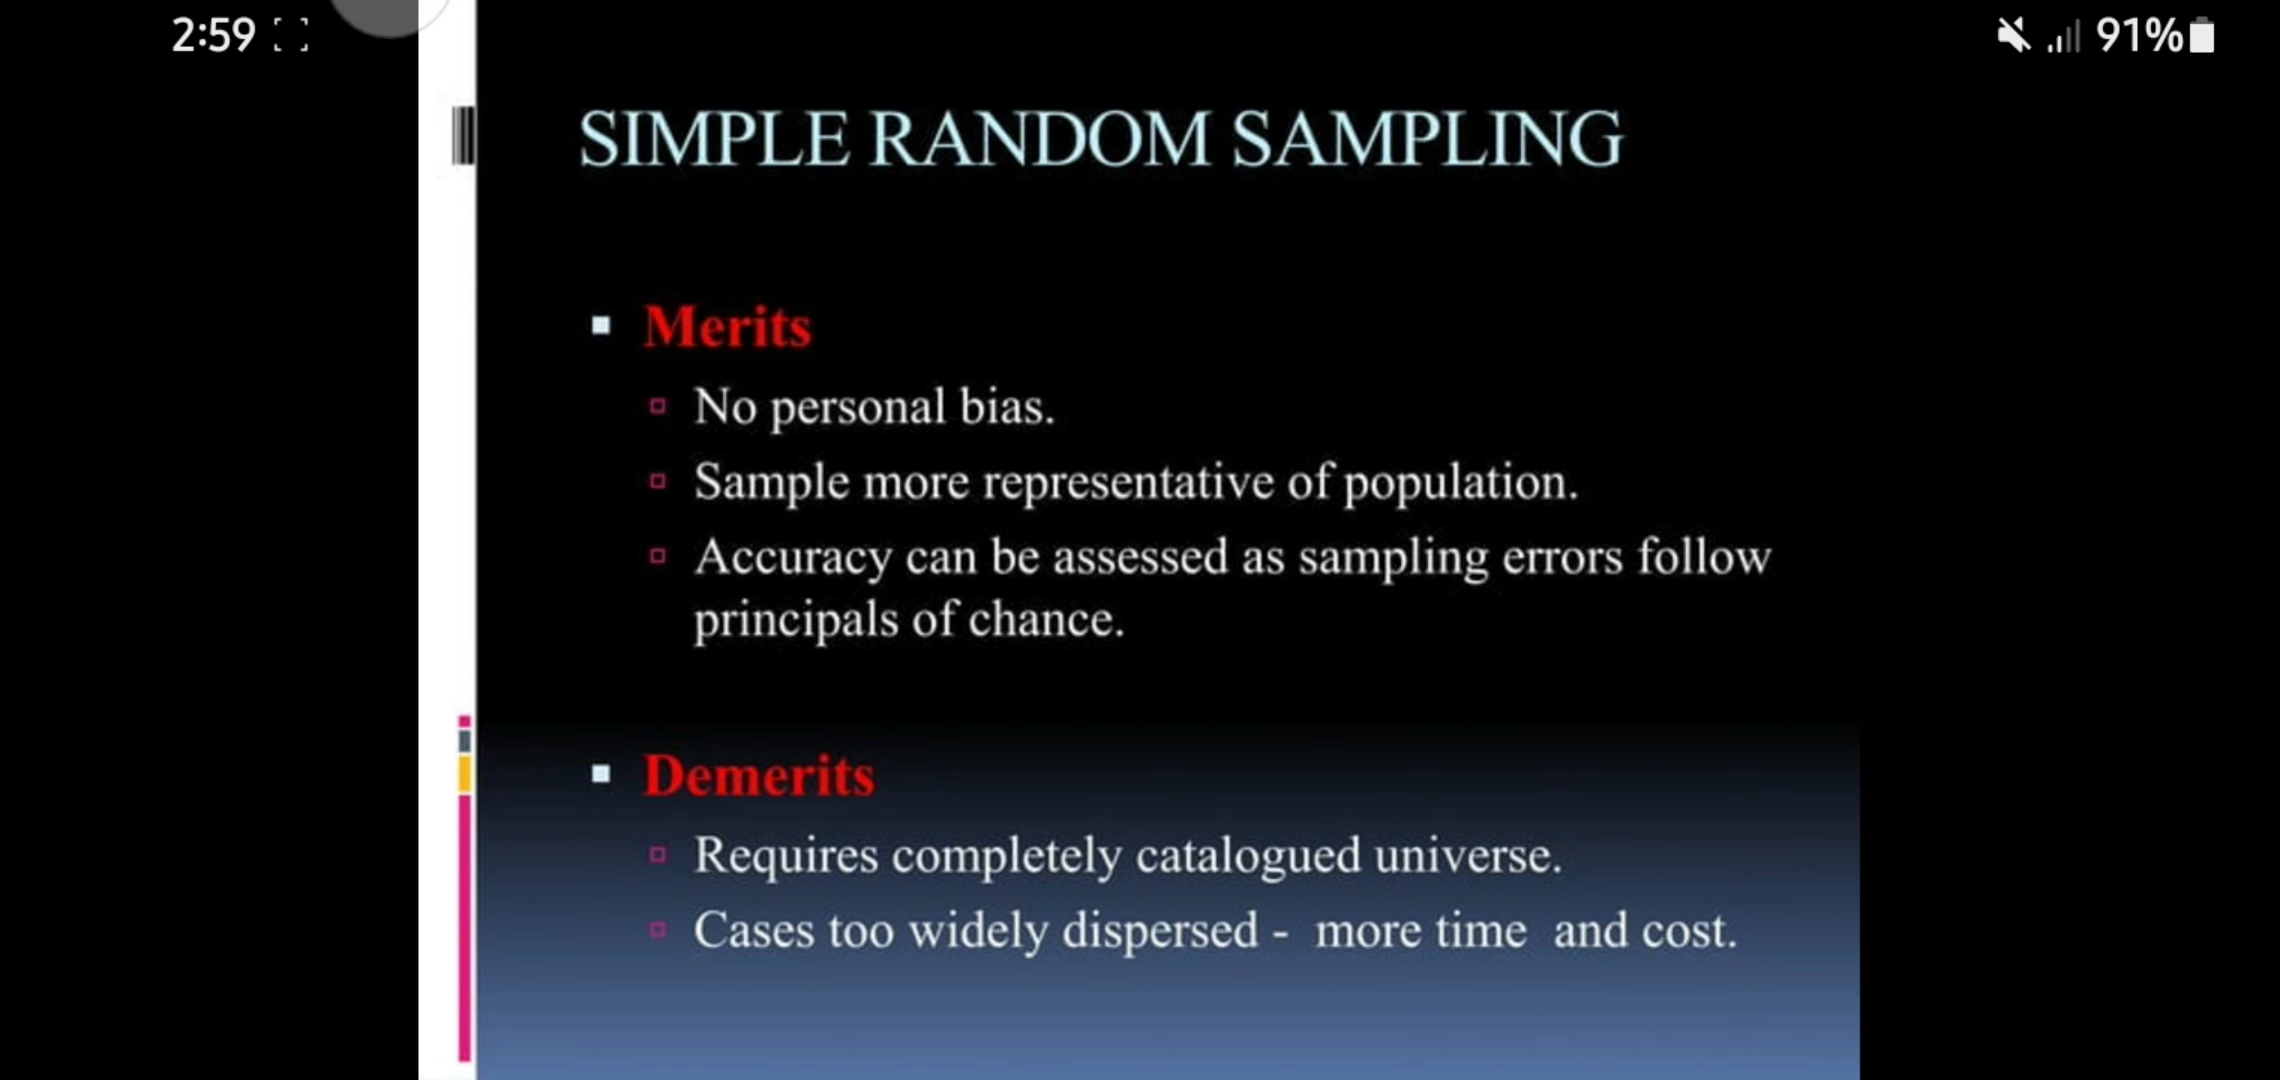 2:59
91%
SIMPLE RANDOM SAMPLING
Merits
No personal bias.
Sample more representative of population.
Accuracy can be assessed as sampling errors follow
principals of chance.
Demerits
Requires completely catalogued universe.
Cases too widely dispersed - more time and cost.